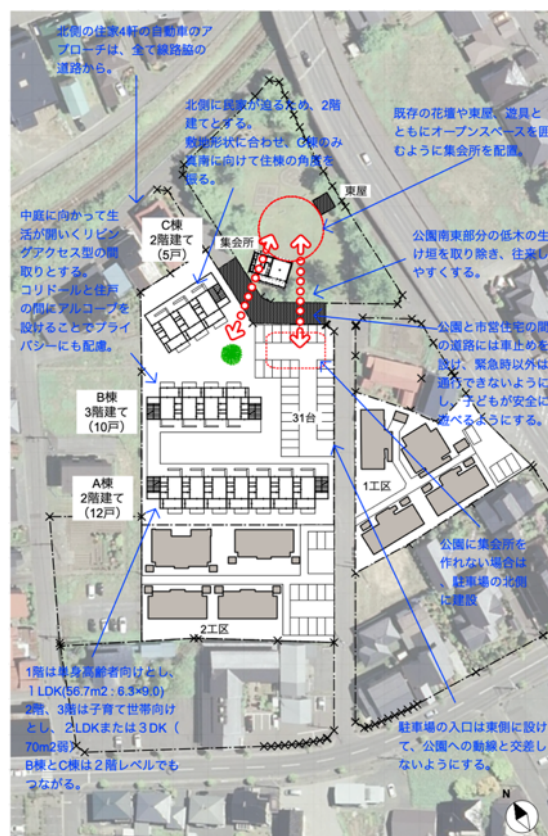 北側の住家4軒の自動車のア
プローチは、全て線路脇の
道路から。
北側に民家が迫るため、2階
建てとする。
敷地形状に合わせ、C棟のみ
真南に向けて住棟の角度を
振る。
既存の花壇や東屋、遊具と
ともにオープンスペースを囲
むように集会所を配置。
東屋
中庭に向かって生
活が開いくリビン
グアクセス型の間
取りとする。
コリドールと住戸
の間にアルコーブを
設けることでプライ
バシーにも配慮。
C棟
2階建て
(5戸)
集会所
公園南東部分の低木の生
け垣を取り除き、往来し
やすくする。
公園と市営住宅の間
の道路には車止めを
設け、緊急時以外は
通行できないように
し、子どもが安全に
遊べるようにする。
B棟
3階建て
(10戸)
31台
A棟
2階建て
(12戸)
1工区
公園に集会所を
作れない場合は
、駐車場の北側
に建設
2工区
1階は単身高齢者向けとし、
1LDK(56.7m2：6.3×9.0)
2階、3階は子育て世帯向け
とし、2LDKまたは3DK（
70m2弱）
B棟とC棟は2階レベルでも
つながる。
駐車場の入口は東側に設け
て、公園への動線と交差し
ないようにする。
N